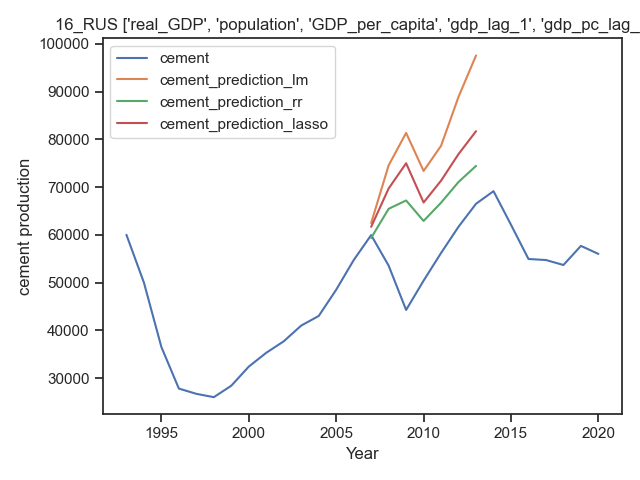 16_RUS ['real_GDP', 'population', 'GDP_per_capita', 'gdp_lag_1', 'gdp_pc_lag_
100000
90000
80000
70000
60000
50000
40000
30000
cement production
cement
cement_prediction_lm
cement_prediction_rr
cement_prediction_lasso
1995
2000
2005
2010
2015
2020
Year